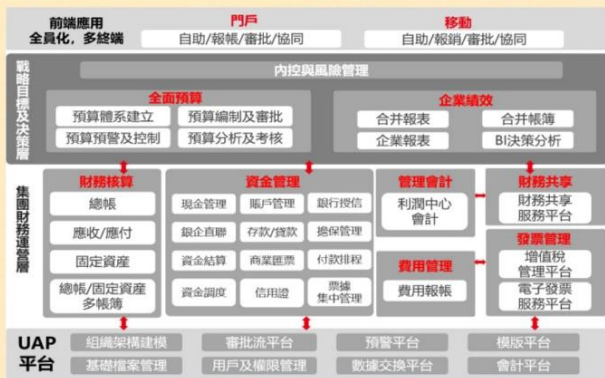 前端應用
全員化，多終端
門戶
自助/報帳/審批/協同
移動
自助/報銷/審批/協同
戰略目標及決策層
內控與風險管理
全面預算
預算體系建立
預算編制及審批
預算預警及控制
預算分析及考核
企業績效
合并報表
合并帳簿
企業報表
BI決策分析
集團財務運營層
財務核算
總帳
應收/應付
固定資產
總帳/固定資產
多帳簿
資金管理
現金管理
賬戶管理
銀行授信
銀企直聯
存款/貸款
擔保管理
資金結算
商業匯票
付款排程
資金調度
信用證
票據
集中管理
管理會計
利潤中心
會計
費用管理
費用報帳
財務共享
財務共享
服務平台
發票管理
增值稅
管理平台
電子發票
服務平台
UAP
平台
組織架構建模
審批流平台
預警平台
模版平台
基礎檔案管理
用戶及權限管理
數據交換平台
會計平台